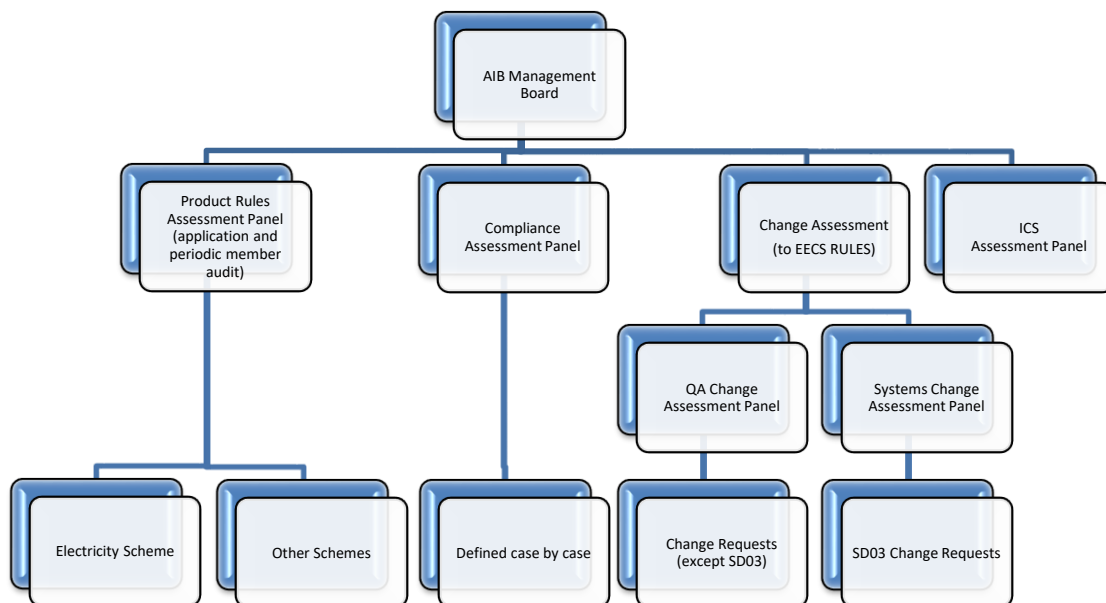 AIB Management
Board
Product Rules
Assessment Panel
(application and
periodic member
audit)
Compliance
Assessment Panel
Change Assessment
(to EECS RULES)
ICS
Assessment Panel
QA Change
Assessment Panel
Systems Change
Assessment Panel
Electricity Scheme
Other Schemes
Defined case by case
Change Requests
(except SD03)
SD03 Change Requests